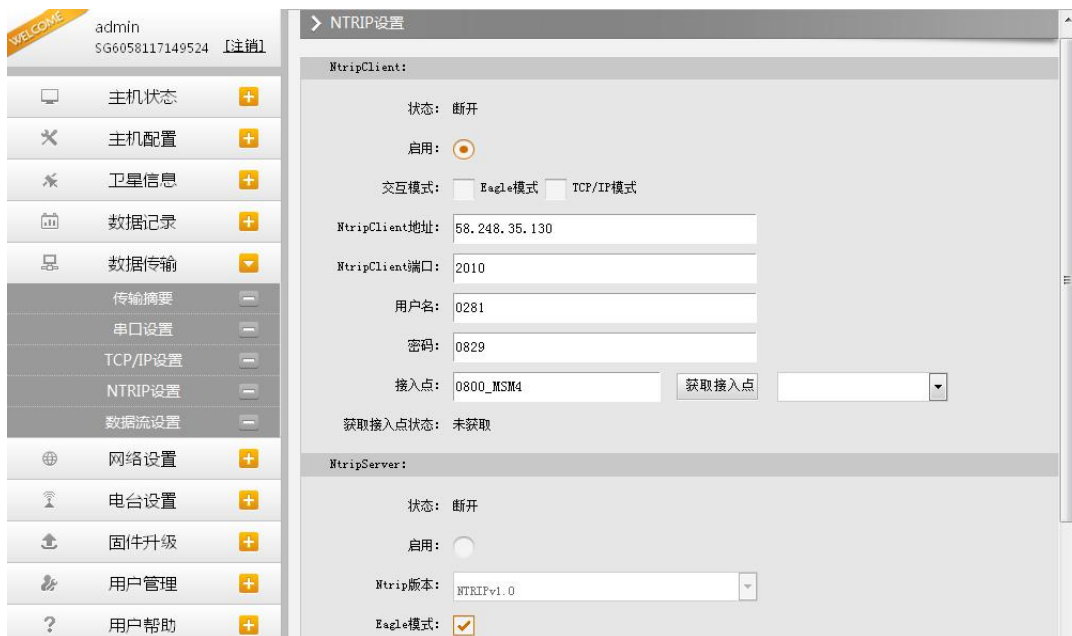 WELCOME
admin
SG6058117149524 [注销]
主机状态
主机配置
卫星信息
数据记录
数据传输
传输摘要
串口设置
TCP/IP设置
NTRIP设置
数据流设置
网络设置
电台设置
固件升级
用户管理
用户帮助
NTRIP设置
NtripClient:
状态: 断开
启用:
交互模式: Eagle模式 TCP/IP模式
NtripClient地址: 58.248.35.130
NtripClient端口: 2010
用户名: 0281
密码: 0829
接入点: 0800_MSM4 获取接入点
获取接入点状态: 未获取
NtripServer:
状态: 断开
启用:
Ntrip版本: NTRIPv1.0
Eagle模式: